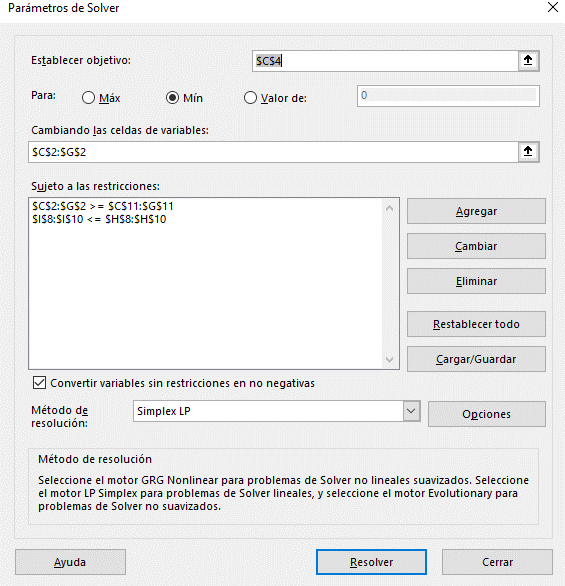 Parámetros de Solver
Establecer objetivo: $C$4
Para: Máx Mín Valor de: 0
Cambiando las celdas de variables:
$C$2:$G$2
Sujeto a las restricciones:
$C$2:$G$2 >= $C$11:$G$11
$I$8:$I$10 <= $H$8:$H$10
Agregar
Cambiar
Eliminar
Restablecer todo
Cargar/Guardar
Convertir variables sin restricciones en no negativas
Método de
resolución:
Simplex LP
Opciones
Método de resolución
Seleccione el motor GRG Nonlinear para problemas de Solver no lineales suavizados. Seleccione
el motor LP Simplex para problemas de Solver lineales, y seleccione el motor Evolutionary para
problemas de Solver no suavizados.
Ayuda Resolver Cerrar